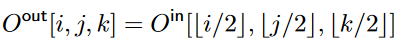 O^out[i, j, k] = O^in[⌊i/2⌋, ⌊j/2⌋, ⌊k/2⌋]